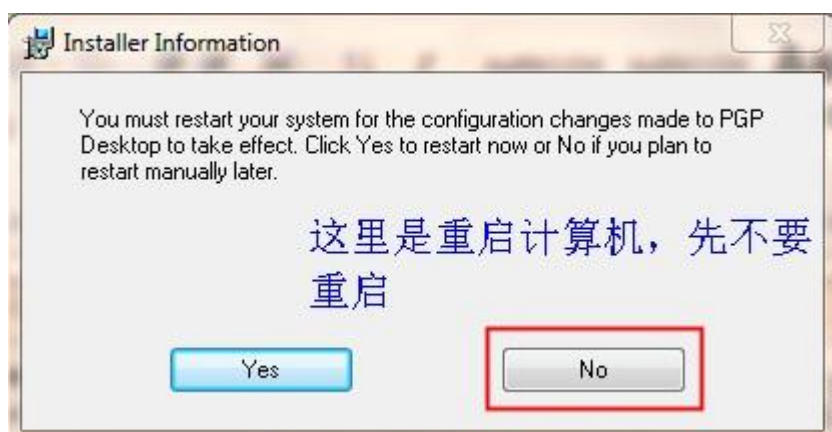 Installer Information
You must restart your system for the configuration changes made to PGP
Desktop to take effect. Click Yes to restart now or No if you plan to
restart manually later.
这里是重启计算机，先不要
重启
Yes
No